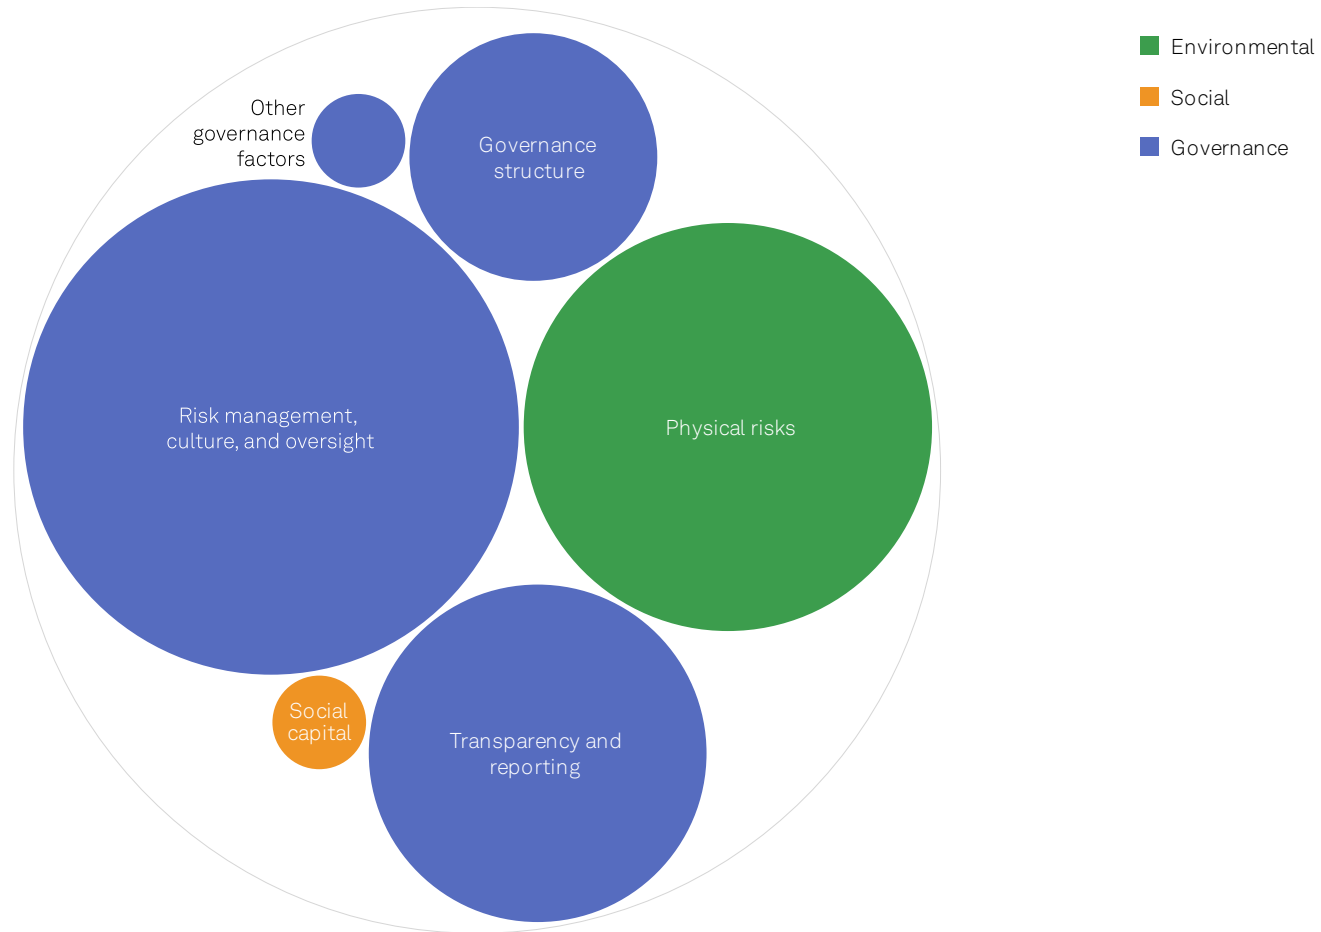 Other
governance
factors
Governance
structure
Risk management,
culture, and oversight
Physical risks
Social
capital
Transparency and
reporting
Environmental
Social
Governance